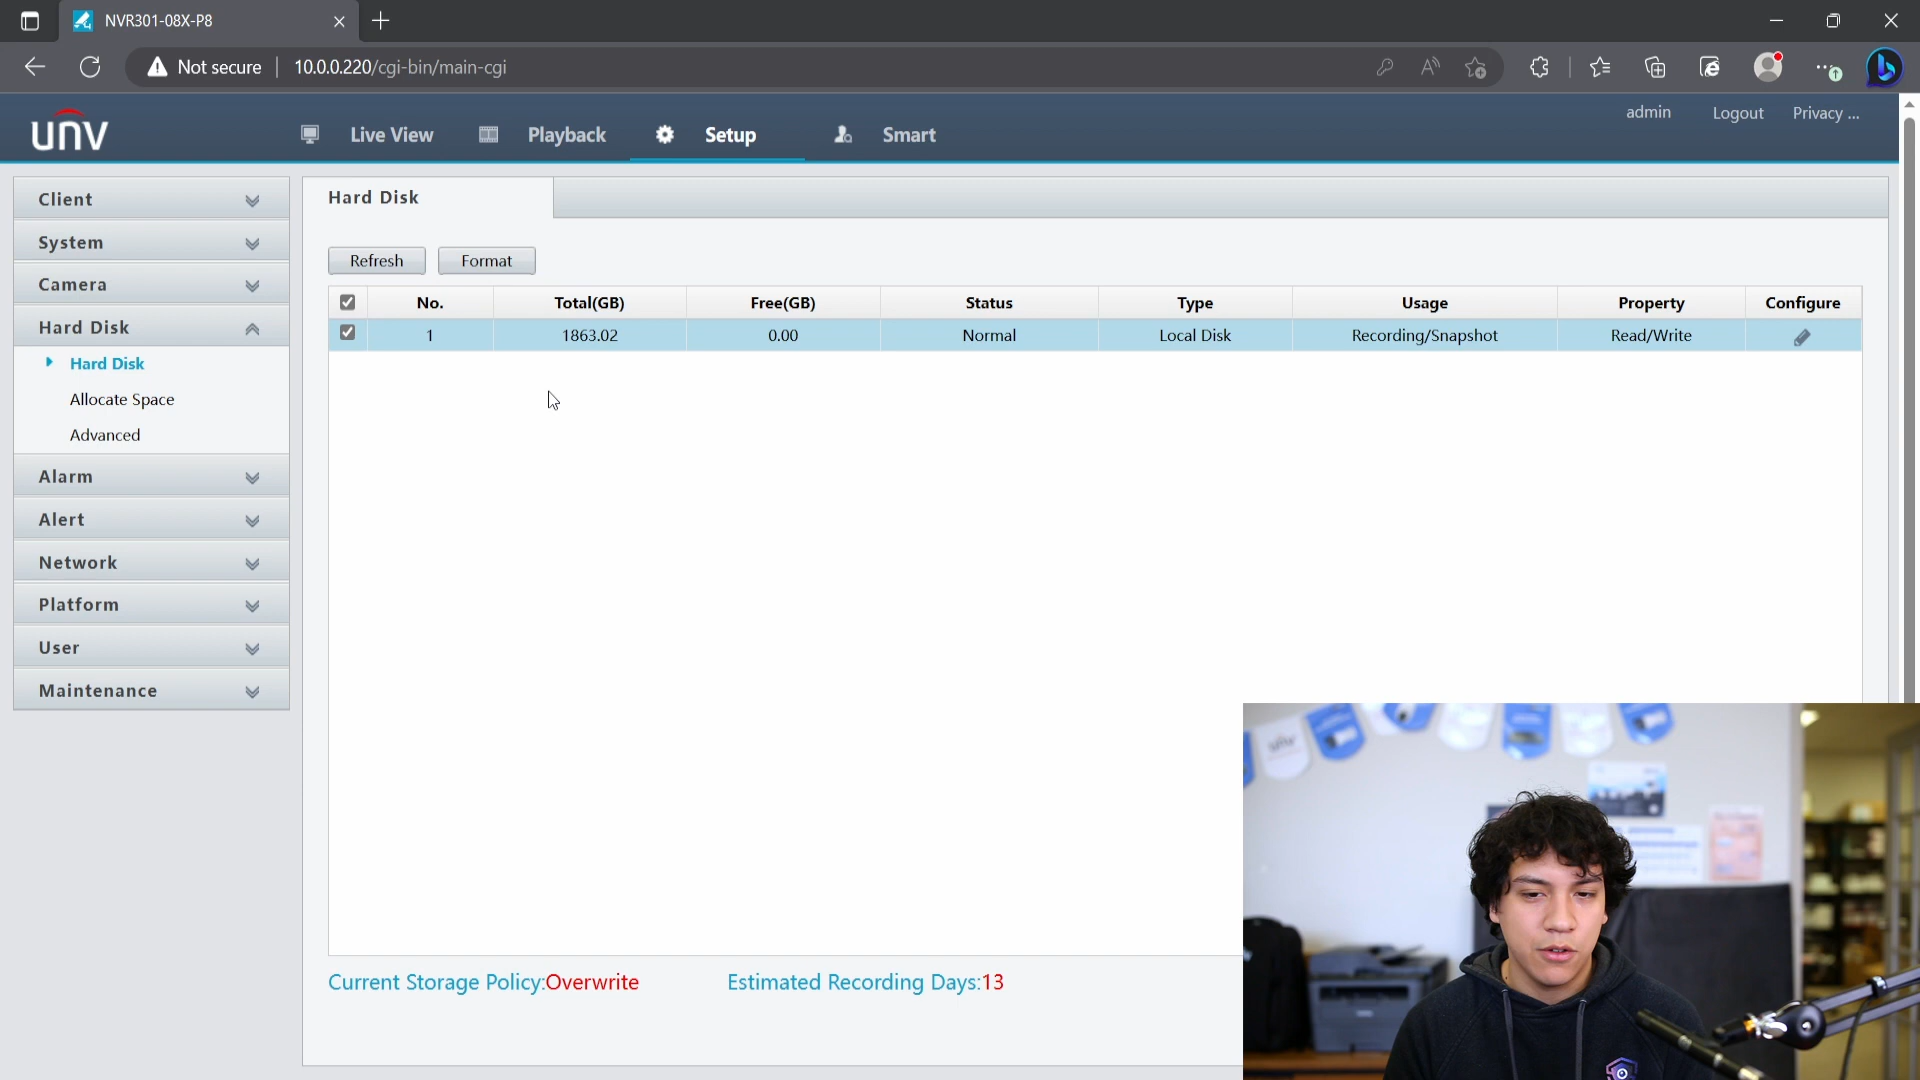 NVR301-08X-P8
Not secure
10.0.0.220/cgi-bin/main-cgi
unv
Live View
Playback
Setup
Smart
admin
Logout
Privacy ...
Client
System
Camera
Hard Disk
Hard Disk
Allocate Space
Advanced
Alarm
Alert
Network
Platform
User
Maintenance
Hard Disk
Refresh
Format
No. Total(GB) Free(GB) Status Type Usage Property Configure
1 1863.02 0.00 Normal Local Disk Recording/Snapshot Read/Write
Current Storage Policy:Overwrite
Estimated Recording Days:13